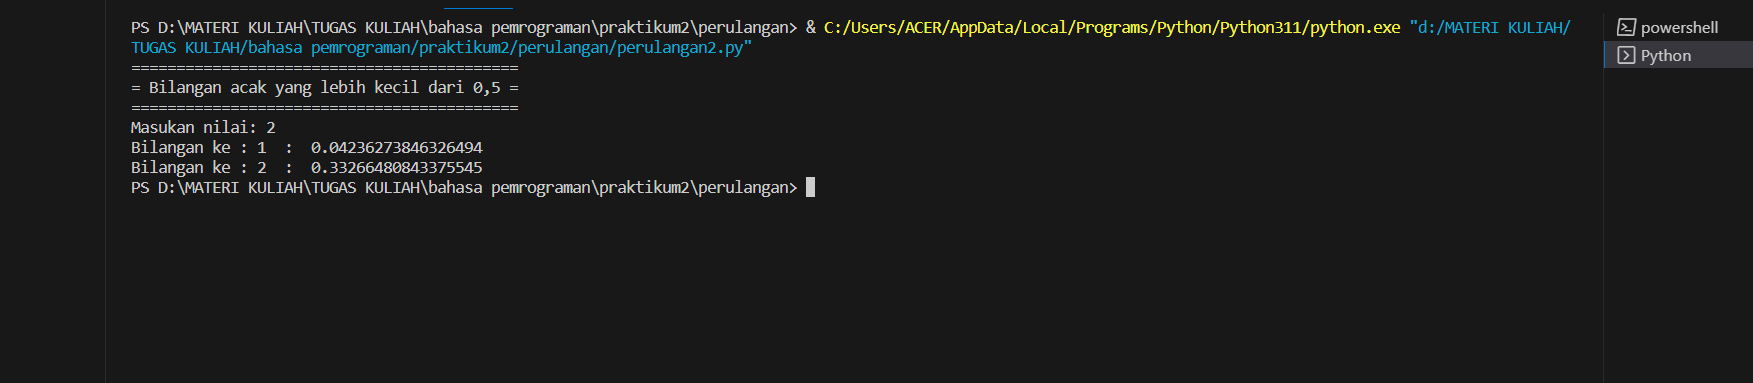 PS D:\MATERI KULIAH\TUGAS KULIAH\bahasa pemrograman\praktikum2\perulangan> & C:/Users/ACER/AppData/Local/Programs/Python/Python311/python.exe "d:/MATERI KULIAH/
TUGAS KULIAH/bahasa pemrograman/praktikum2/perulangan/perulangan2.py"
===========================================
= Bilangan acak yang lebih kecil dari 0,5 =
===========================================
Masukan nilai: 2
Bilangan ke : 1  :  0.04236273846326494
Bilangan ke : 2  :  0.33266480843375545
PS D:\MATERI KULIAH\TUGAS KULIAH\bahasa pemrograman\praktikum2\perulangan>
powershell
Python